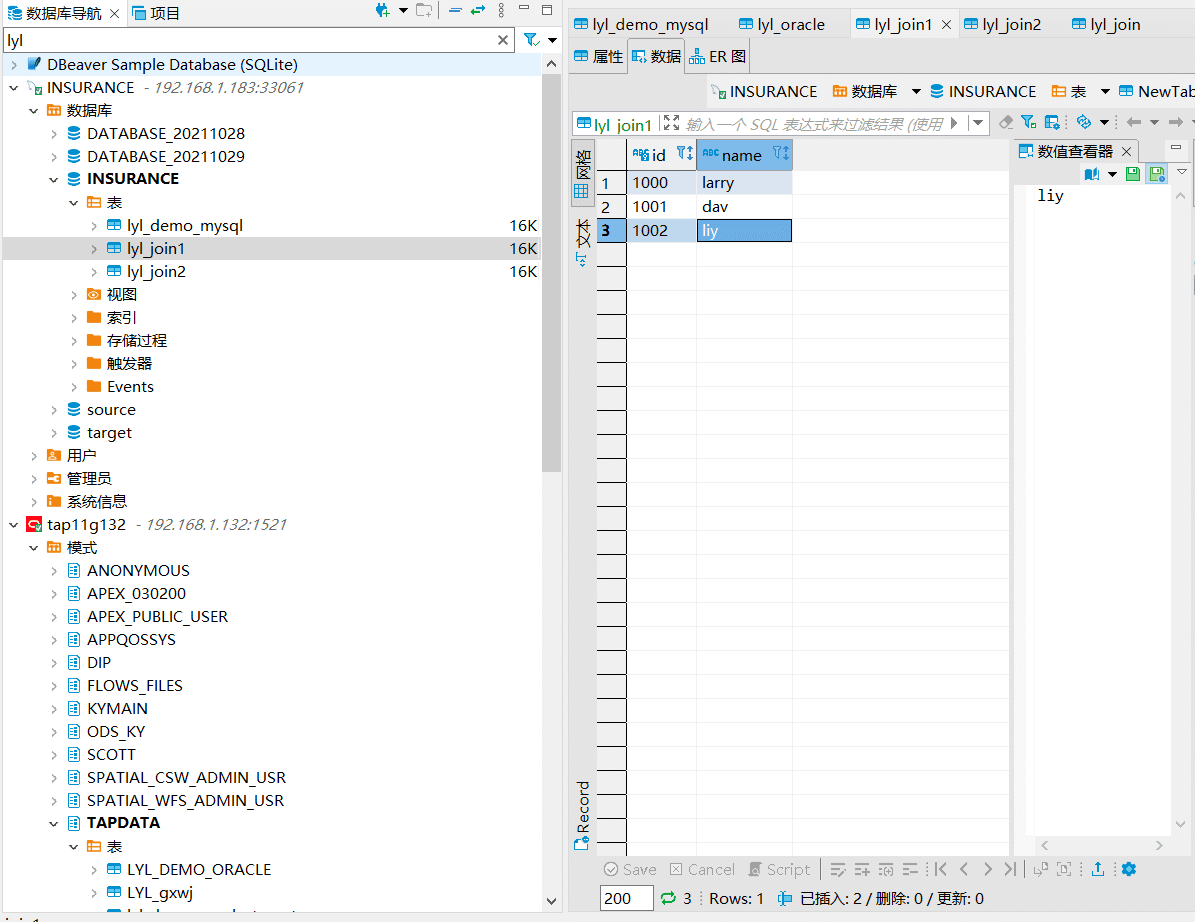 数据库导航
项目
lyl
DBeaver Sample Database (SQLite)
INSURANCE - 192.168.1.183:33061
数据库
DATABASE_20211028
DATABASE_20211029
INSURANCE
表
lyl_demo_mysql 16K
lyl_join1 16K
lyl_join2 16K
视图
索引
存储过程
触发器
Events
source
target
用户
管理员
系统信息
tap11g132 - 192.168.1.132:1521
模式
ANONYMOUS
APEX_030200
APEX_PUBLIC_USER
APPQOSSYS
DIP
FLOWS_FILES
KYMAIN
ODS_KY
SCOTT
SPATIAL_CSW_ADMIN_USR
SPATIAL_WFS_ADMIN_USR
TAPDATA
表
LYL_DEMO_ORACLE
LYL_gxwj
lyl_demo_mysql lyl_oracle lyl_join1 lyl_join2 lyl_join
属性 数据 ER 图
INSURANCE 数据库 INSURANCE 表 NewTab
lyl_join1 输入一个 SQL 表达式来过滤结果 (使用
网格
文本
Record
id name
1 1000 larry
2 1001 dav
3 1002 liy
数值查看器
liy
Save Cancel Script
200 3 Rows: 1 已插入: 2 / 删除: 0 / 更新: 0